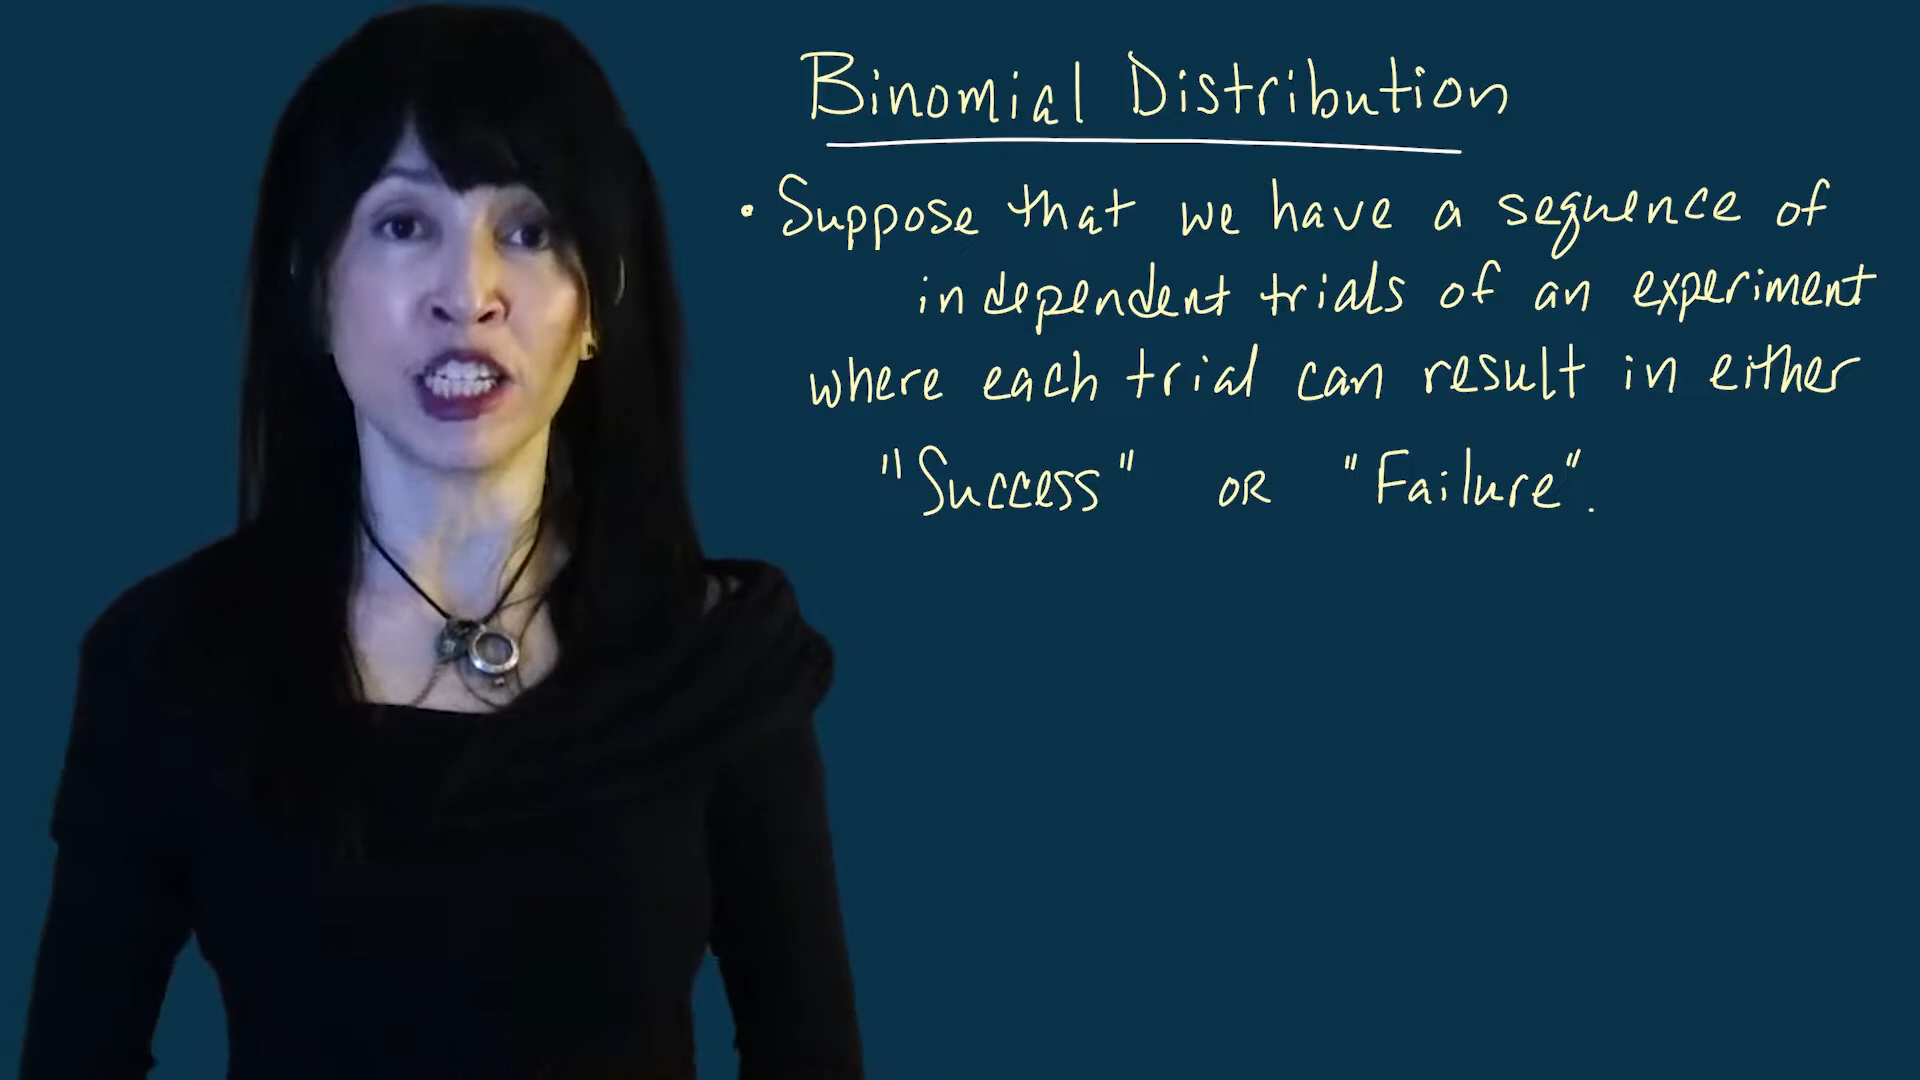 Binomial Distribution
• Suppose that we have a sequence of
independent trials of an experiment
where each trial can result in either
"Success" OR "Failure".